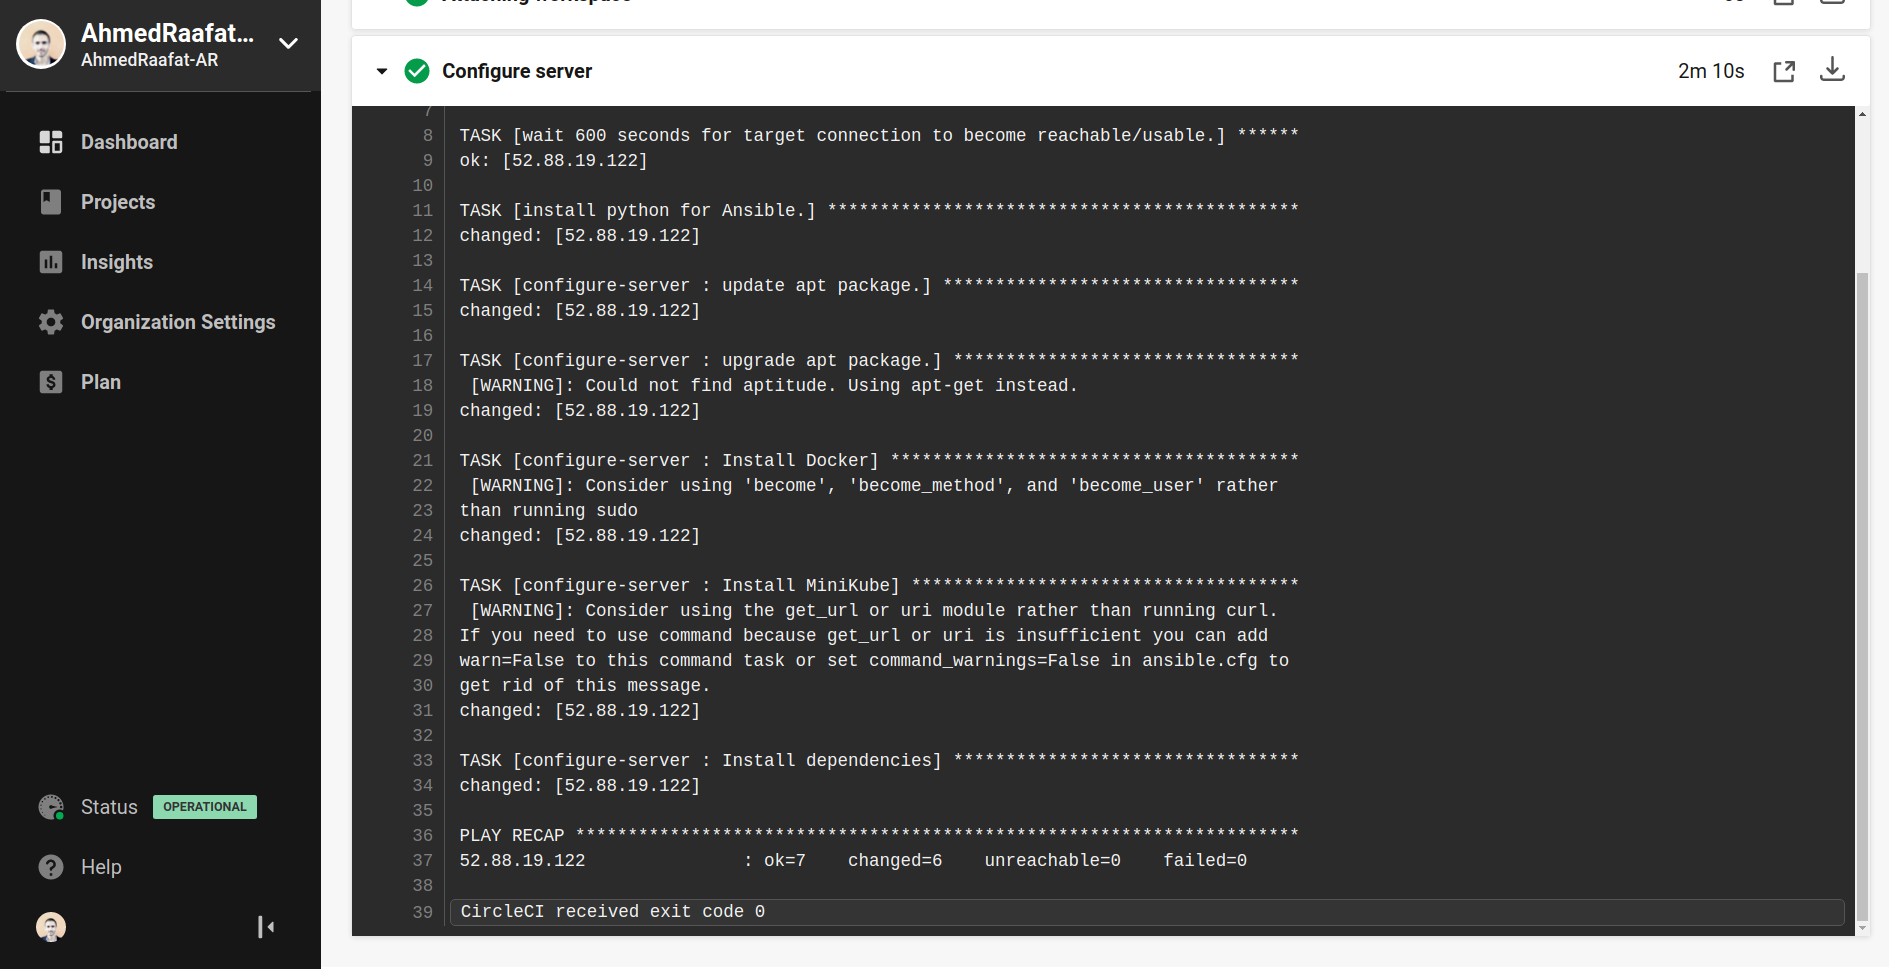 AhmedRaafat...
AhmedRaafat-AR
Dashboard
Projects
Insights
Organization Settings
Plan
Status OPERATIONAL
Help
Configure server 2m 10s
7
8 TASK [wait 600 seconds for target connection to become reachable/usable.] ******
9 ok: [52.88.19.122]
10
11 TASK [install python for Ansible.] *********************************************
12 changed: [52.88.19.122]
13
14 TASK [configure-server : update apt package.] **********************************
15 changed: [52.88.19.122]
16
17 TASK [configure-server : upgrade apt package.] *********************************
18 [WARNING]: Could not find aptitude. Using apt-get instead.
19 changed: [52.88.19.122]
20
21 TASK [configure-server : Install Docker] ***************************************
22 [WARNING]: Consider using 'become', 'become_method', and 'become_user' rather
23 than running sudo
24 changed: [52.88.19.122]
25
26 TASK [configure-server : Install MiniKube] *************************************
27 [WARNING]: Consider using the get_url or uri module rather than running curl.
28 If you need to use command because get_url or uri is insufficient you can add
29 warn=False to this command task or set command_warnings=False in ansible.cfg to
30 get rid of this message.
31 changed: [52.88.19.122]
32
33 TASK [configure-server : Install dependencies] *********************************
34 changed: [52.88.19.122]
35
36 PLAY RECAP *********************************************************************
37 52.88.19.122 : ok=7 changed=6 unreachable=0 failed=0
38
39 CircleCI received exit code 0